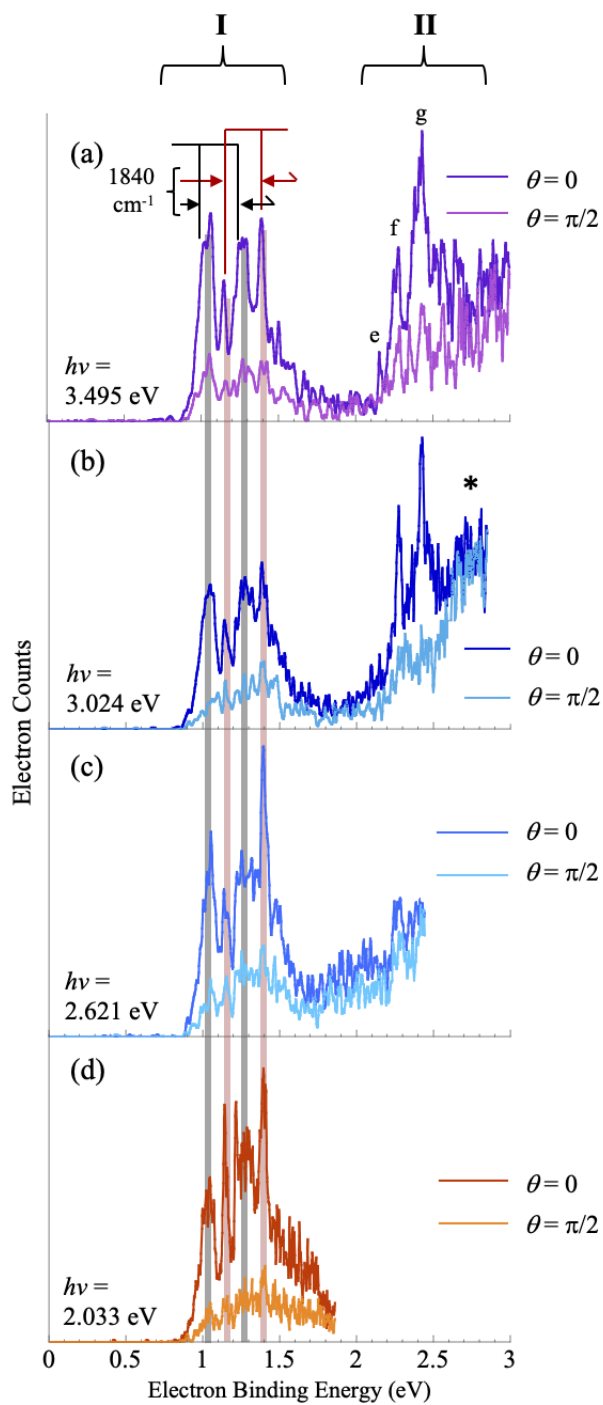 I II
(a)
1840
cm⁻¹
g
f
e
θ = 0
θ = π/2
hν =
3.495 eV
(b)
*
θ = 0
θ = π/2
hν =
3.024 eV
(c)
θ = 0
θ = π/2
hν =
2.621 eV
(d)
θ = 0
θ = π/2
hν =
2.033 eV
Electron Counts
0 0.5 1 1.5 2 2.5 3
Electron Binding Energy (eV)